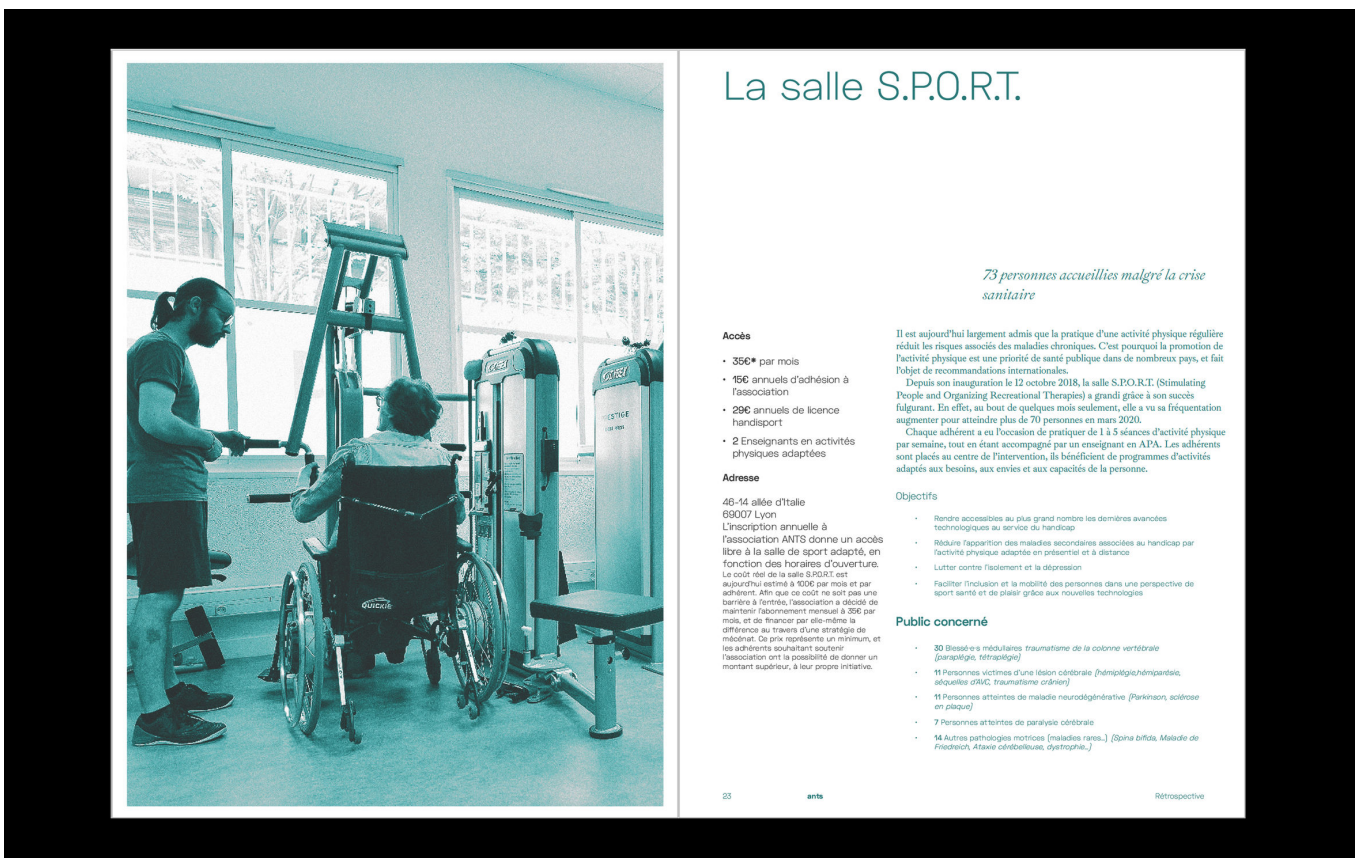 La salle S.P.O.R.T.
73 personnes accueillies malgré la crise
sanitaire
Accès
• 35€* par mois
• 15€ annuels d'adhésion à
l'association
• 29€ annuels de licence
handisport
• 2 Enseignants en activités
physiques adaptées
Adresse
46-14 allée d'Italie
69007 Lyon
L'inscription annuelle à
l'association ANTS donne un accès
libre à la salle de sport adapté, en
fonction des horaires d'ouverture.
Le coût réel de la salle S.P.O.R.T. est
aujourd'hui estimé à 100€ par mois et par
adhérent. Afin que ce coût ne soit pas une
barrière à l'entrée, l'association a décidé de
maintenir l'abonnement mensuel à 35€ par
mois, et de financer par elle-même la
différence au travers d'une stratégie de
mécénat. Ce prix représente un minimum, et
les adhérents souhaitant soutenir
l'association ont la possibilité de donner un
montant supérieur, à leur propre initiative.
Il est aujourd'hui largement admis que la pratique d'une activité physique régulière
réduit les risques associés des maladies chroniques. C'est pourquoi la promotion de
l'activité physique est une priorité de santé publique dans de nombreux pays, et fait
l'objet de recommandations internationales.
Depuis son inauguration le 12 octobre 2018, la salle S.P.O.R.T. (Stimulating
People and Organizing Recreational Therapies) a grandi grâce à son succès
fulgurant. En effet, au bout de quelques mois seulement, elle a vu sa fréquentation
augmenter pour atteindre plus de 70 personnes en mars 2020.
Chaque adhérent a eu l'occasion de pratiquer de 1 à 5 séances d'activité physique
par semaine, tout en étant accompagné par un enseignant en APA. Les adhérents
sont placés au centre de l'intervention, ils bénéficient de programmes d'activités
adaptés aux besoins, aux envies et aux capacités de la personne.
Objectifs
• Rendre accessibles au plus grand nombre les dernières avancées
technologiques au service du handicap
• Réduire l'apparition des maladies secondaires associées au handicap par
l'activité physique adaptée en présentiel et à distance
• Lutter contre l'isolement et la dépression
• Faciliter l'inclusion et la mobilité des personnes dans une perspective de
sport santé et de plaisir grâce aux nouvelles technologies
Public concerné
• 30 Blessé·e·s médullaires traumatisme de la colonne vertébrale
(paraplégie, tétraplégie)
• 11 Personnes victimes d'une lésion cérébrale (hémiplégie,hémiparésie,
séquelles d'AVC, traumatisme crânien)
• 11 Personnes atteintes de maladie neurodégénérative (Parkinson, sclérose
en plaque)
• 7 Personnes atteintes de paralysie cérébrale
• 14 Autres pathologies motrices (maladies rares...) (Spina bifida, Maladie de
Friedreich, Ataxie cérébelleuse, dystrophie...)
23
ants
Rétrospective
QUICKIE
PRESTIGE